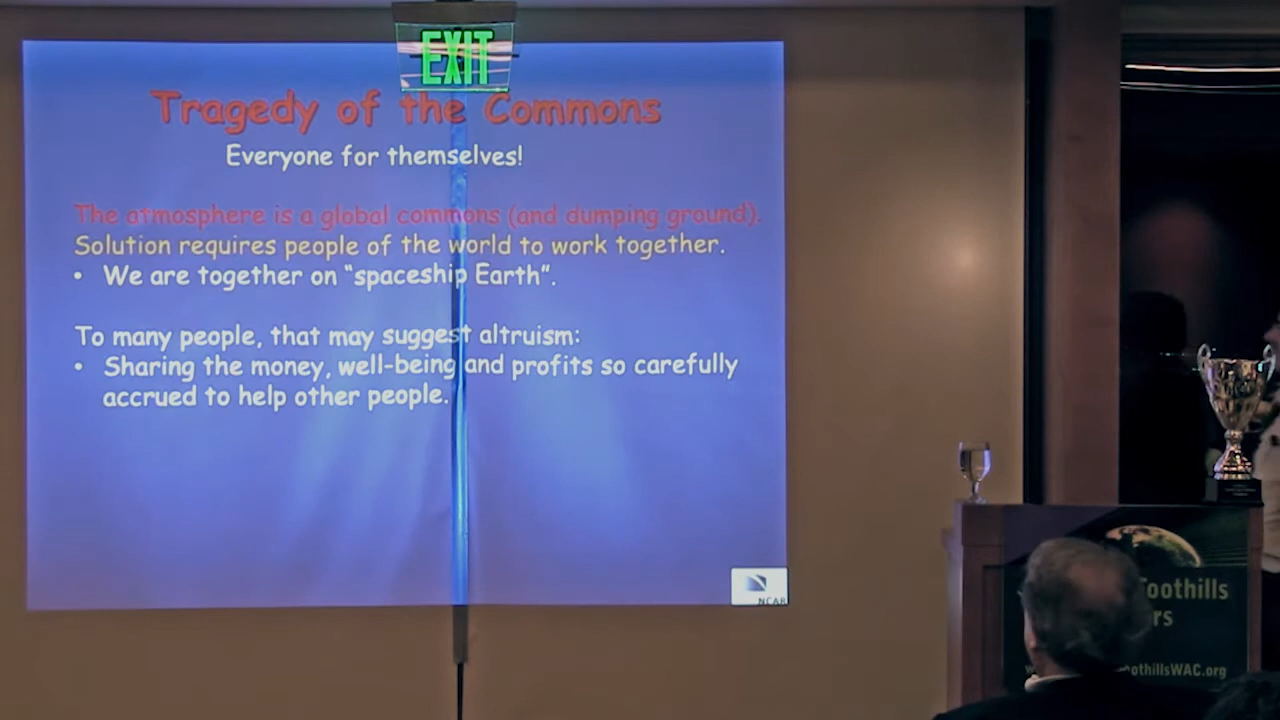 EXIT
Tragedy of the Commons
Everyone for themselves!
The atmosphere is a global commons (and dumping ground).
Solution requires people of the world to work together.
• We are together on “spaceship Earth”.
To many people, that may suggest altruism:
• Sharing the money, well-being and profits so carefully
accrued to help other people.
NCAR
Foothills
rs
othillsWAC.org